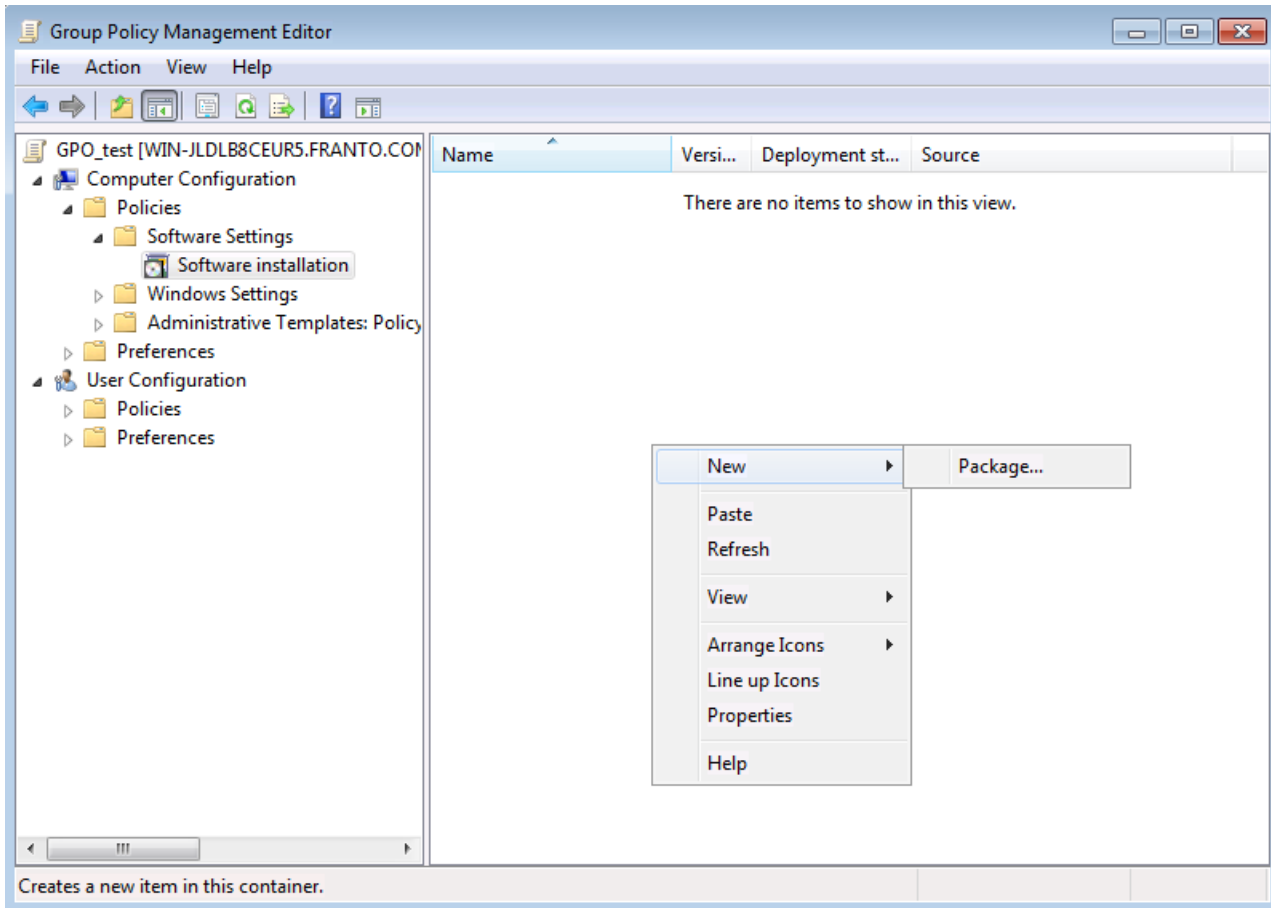 Group Policy Management Editor
File Action View Help
GPO_test [WIN-JLDLB8CEUR5.FRANTO.COM
Computer Configuration
Policies
Software Settings
Software installation
Windows Settings
Administrative Templates: Policy
Preferences
User Configuration
Policies
Preferences
Name Versi... Deployment st... Source
There are no items to show in this view.
New
Package...
Paste
Refresh
View
Arrange Icons
Line up Icons
Properties
Help
Creates a new item in this container.